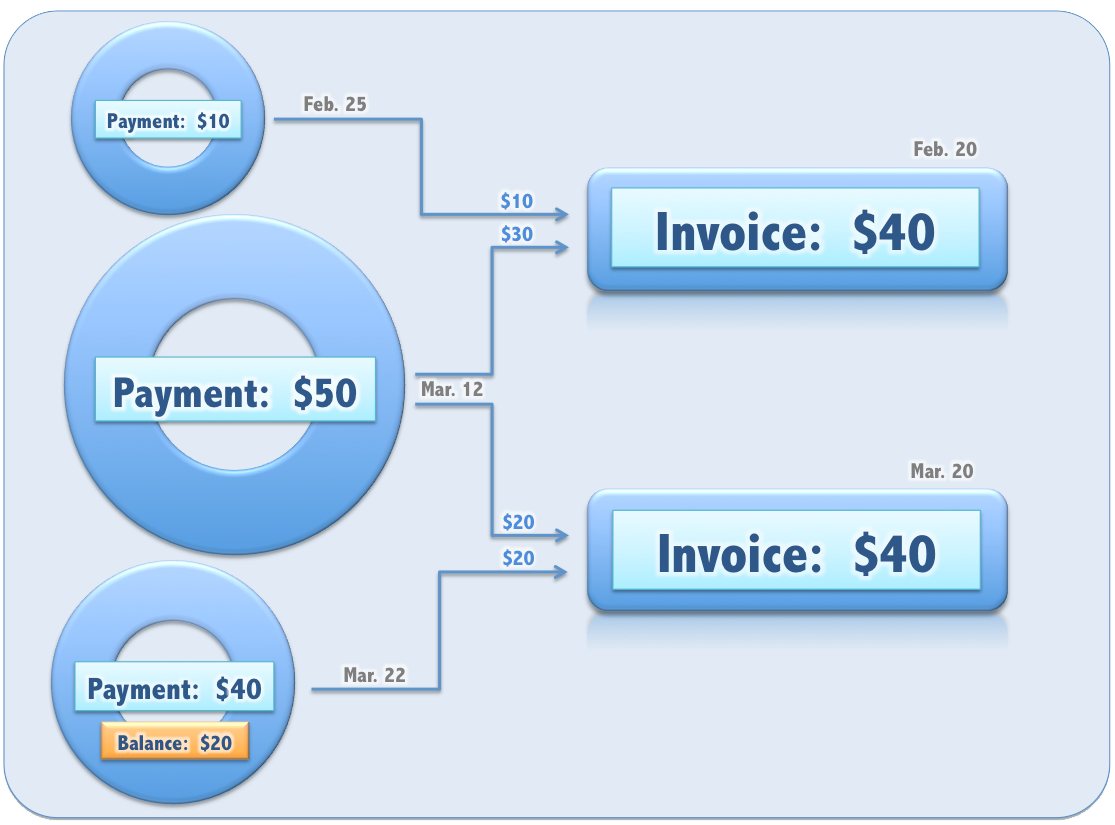 Feb. 25
Payment: $10
Feb. 20
$10
Invoice: $40
$30
Payment: $50
Mar. 12
Mar. 20
$20
Invoice: $40
$20
Mar. 22
Payment: $40
Balance: $20